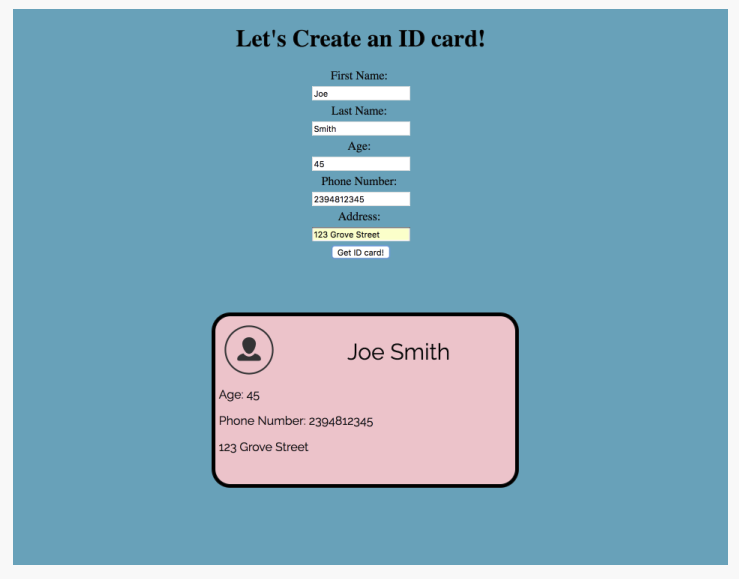 Let's Create an ID card!
First Name:
Joe
Last Name:
Smith
Age:
45
Phone Number:
2394812345
Address:
123 Grove Street
Get ID card!
Joe Smith
Age: 45
Phone Number: 2394812345
123 Grove Street